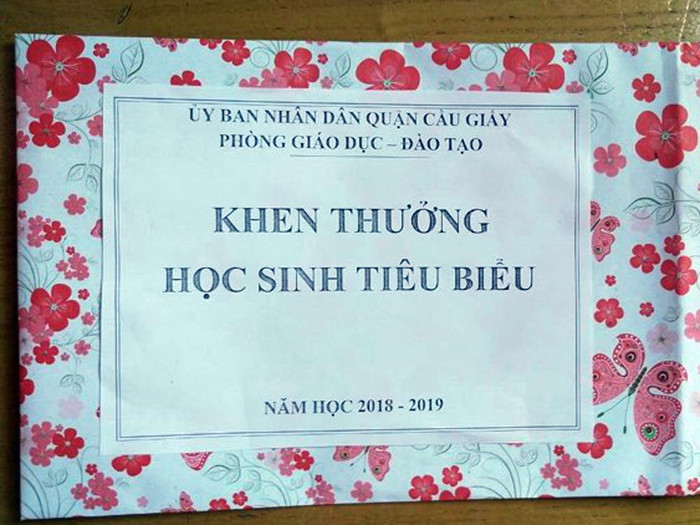 ỦY BAN NHÂN DÂN QUẬN CẦU GIẤY
PHÒNG GIÁO DỤC – ĐÀO TẠO
KHEN THƯỞNG
HỌC SINH TIÊU BIỂU
NĂM HỌC 2018 - 2019